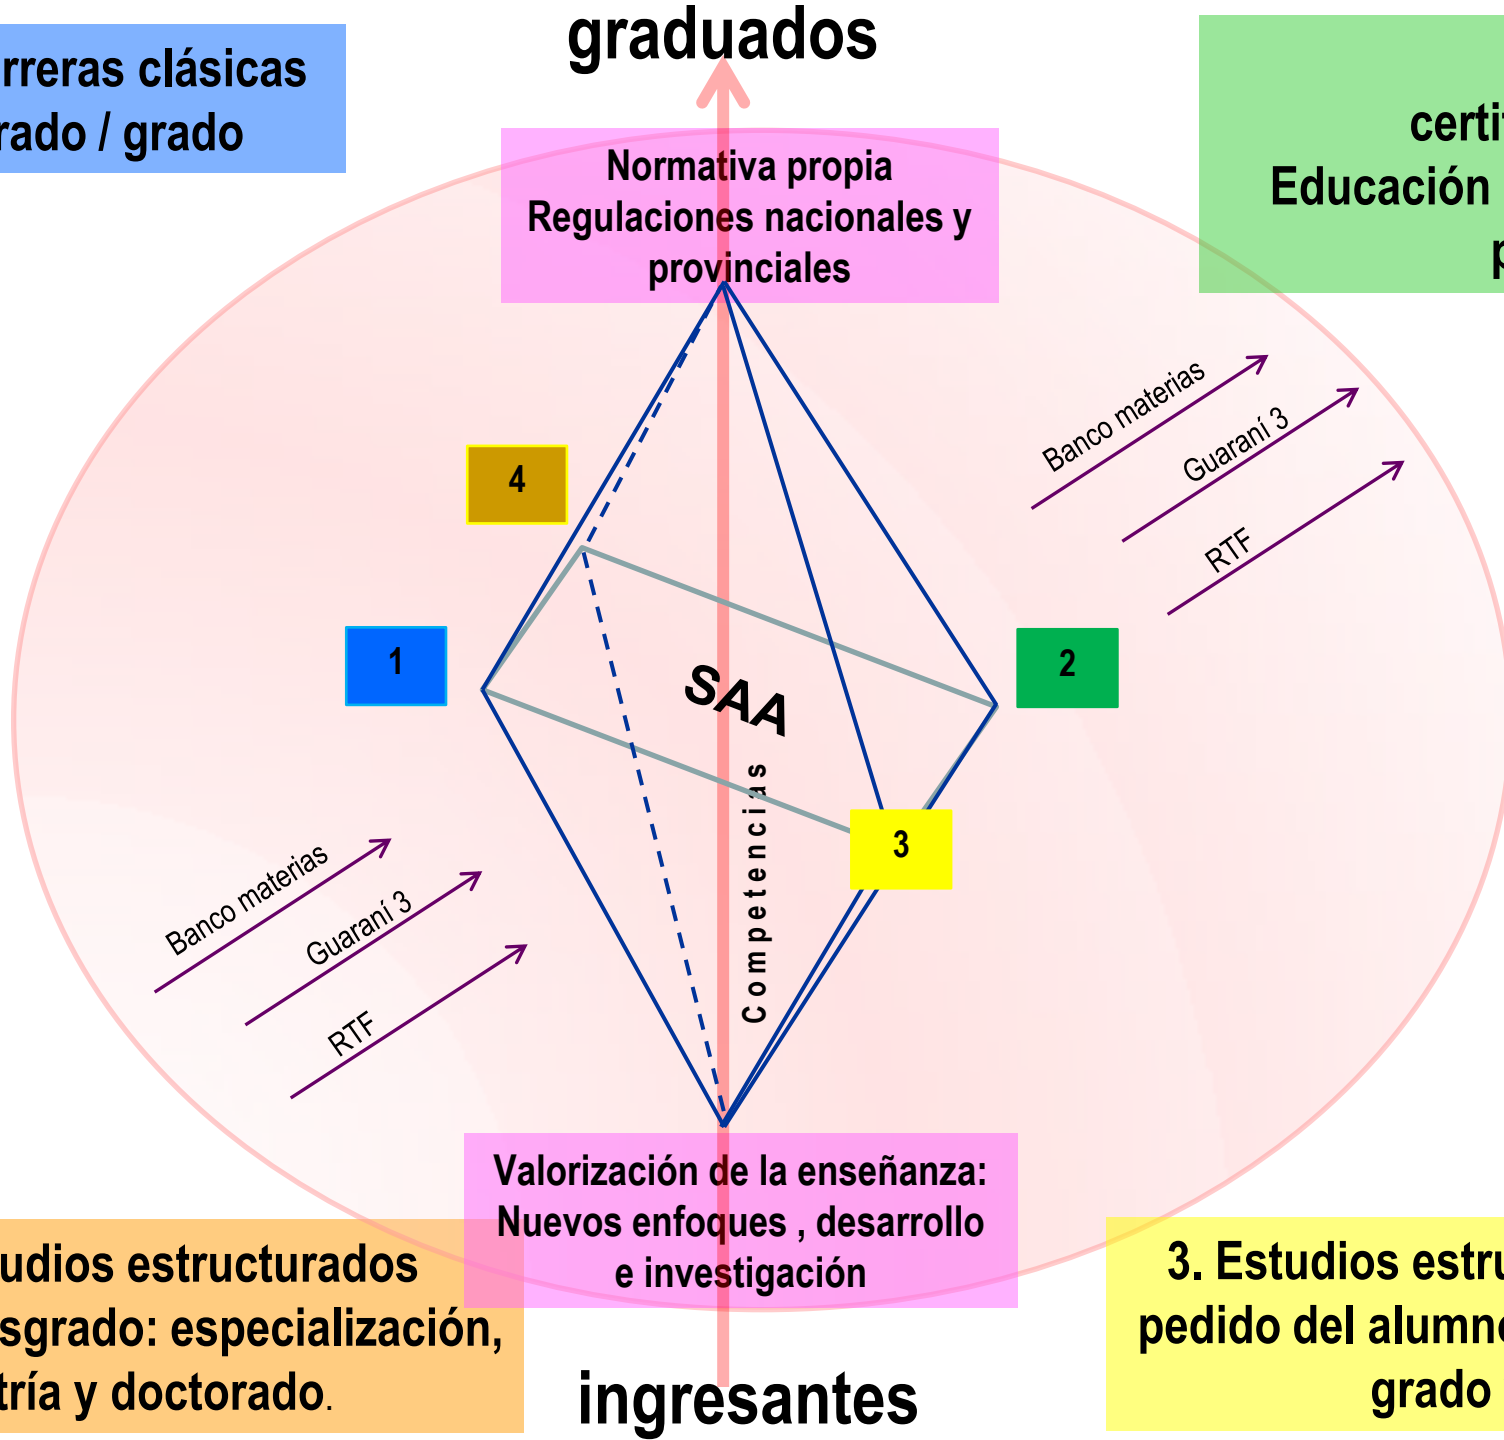 graduados
rreras clásicas
rado / grado
certi
Educación
p
Normativa propia
Regulaciones nacionales y
provinciales
Banco materias
Guaraní 3
RTF
4
1
2
SAA
3
Competencias
Banco materias
Guaraní 3
RTF
Valorización de la enseñanza:
Nuevos enfoques , desarrollo
e investigación
udios estructurados
sgrado: especialización,
tría y doctorado.
3. Estudios estru
pedido del alumno
grado
ingresantes